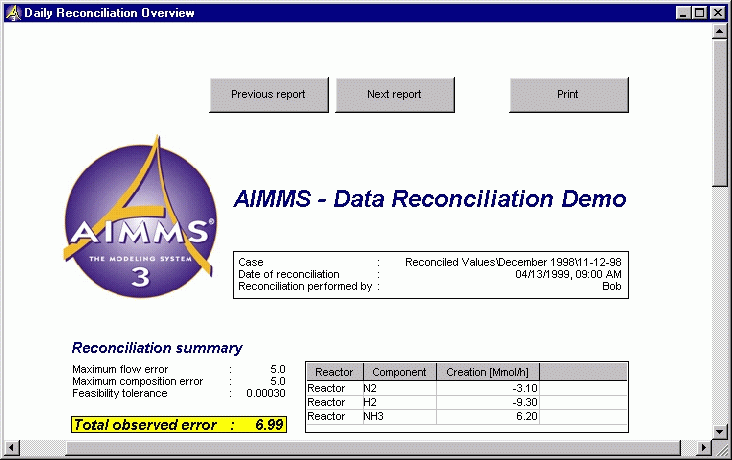 Daily Reconciliation Overview
Previous report Next report Print
AIMMS®
THE MODELING SYSTEM
3
AIMMS - Data Reconciliation Demo
Case : Reconciled Values\December 1998\11-12-98
Date of reconciliation : 04/13/1999, 09:00 AM
Reconciliation performed by : Bob
Reconciliation summary
Maximum flow error : 5.0
Maximum composition error : 5.0
Feasibility tolerance : 0.00030
Total observed error : 6.99
Reactor Component Creation [Mmol/h]
Reactor N2 -3.10
Reactor H2 -9.30
Reactor NH3 6.20